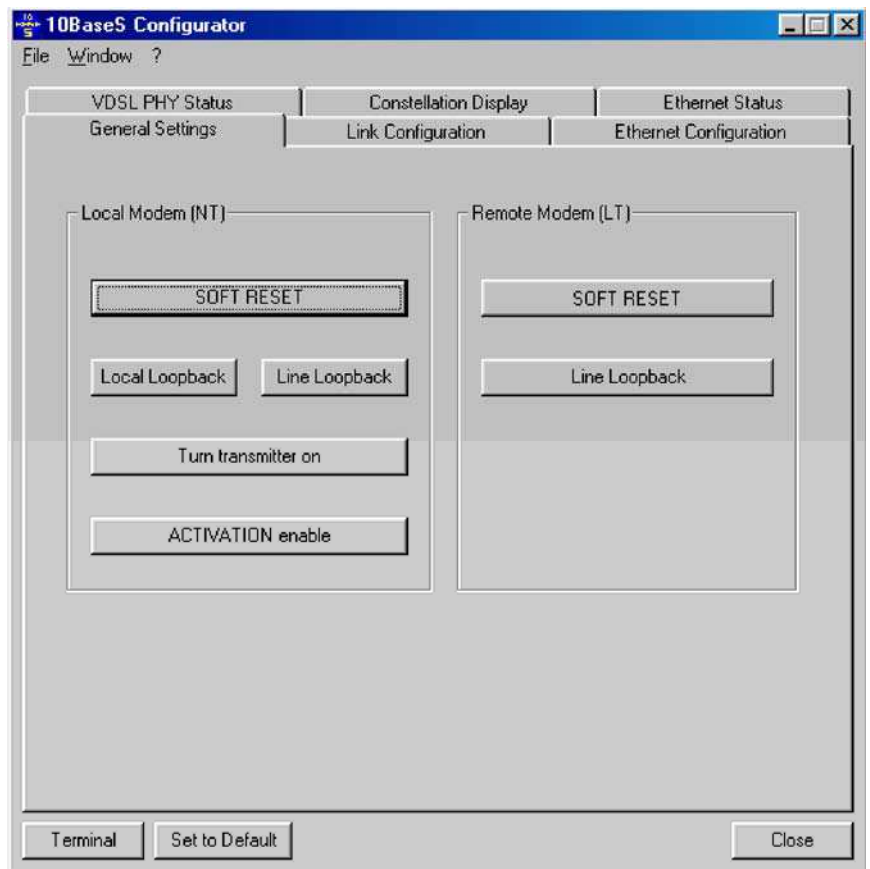 10BaseS Configurator
File Window ?
VDSL PHY Status Constellation Display Ethernet Status
General Settings Link Configuration Ethernet Configuration
Local Modem (NT) Remote Modem (LT)
SOFT RESET SOFT RESET
Local Loopback Line Loopback Line Loopback
Turn transmitter on
ACTIVATION enable
Terminal Set to Default Close